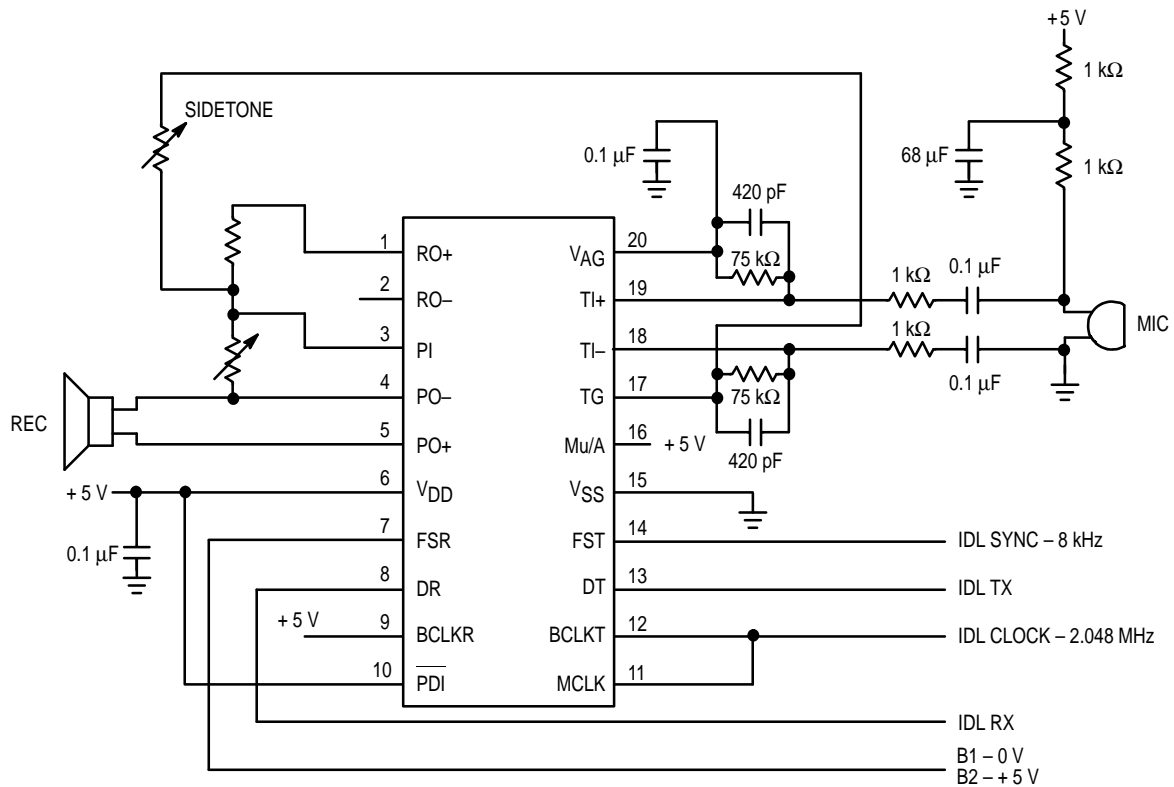 +5 V
1 kΩ
SIDETONE
0.1 µF
68 µF
1 kΩ
420 pF
1 RO+
VAG 20
75 kΩ
1 kΩ
0.1 µF
2 RO–
TI+ 19
1 kΩ
MIC
3 PI
TI– 18
0.1 µF
4 PO–
TG 17
75 kΩ
REC
5 PO+
Mu/A 16
+ 5 V
420 pF
+ 5 V
6 VDD
VSS 15
7 FSR
FST 14
IDL SYNC – 8 kHz
0.1 µF
8 DR
DT 13
IDL TX
+ 5 V
9 BCLKR
BCLKT 12
IDL CLOCK – 2.048 MHz
10 PDI
MCLK 11
IDL RX
B1 – 0 V
B2 – + 5 V